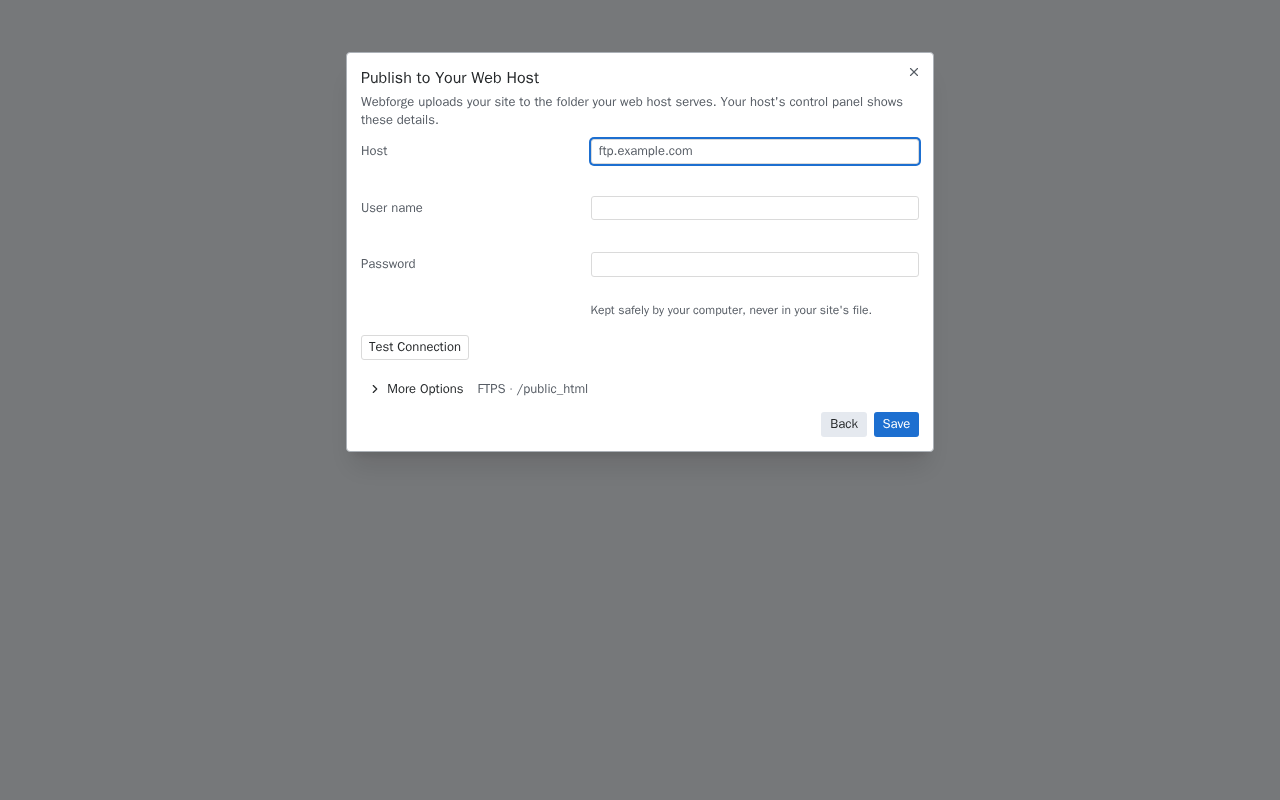 Publish to Your Web Host
Webforge uploads your site to the folder your web host serves. Your host's control panel shows
these details.
Host
ftp.example.com
User name
Password
Kept safely by your computer, never in your site's file.
Test Connection
More Options FTPS · /public_html
Back Save